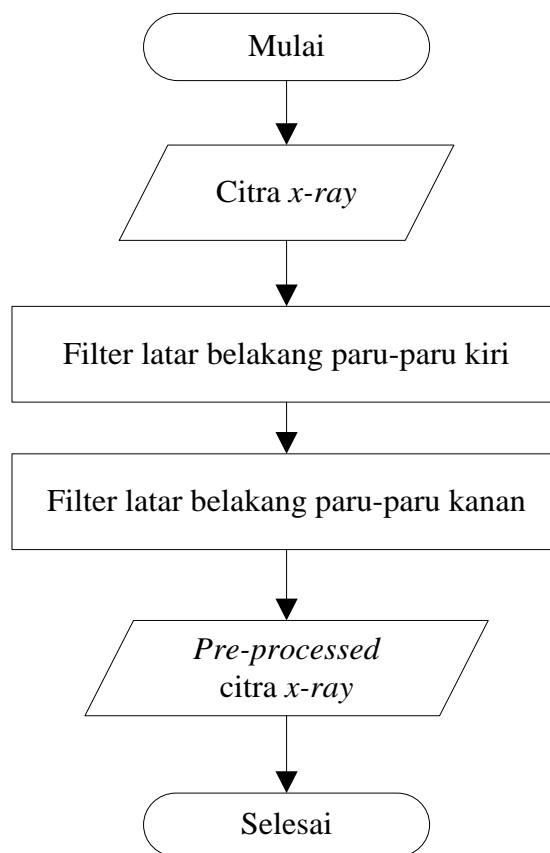 Mulai
Citra x-ray
Filter latar belakang paru-paru kiri
Filter latar belakang paru-paru kanan
Pre-processed
citra x-ray
Selesai